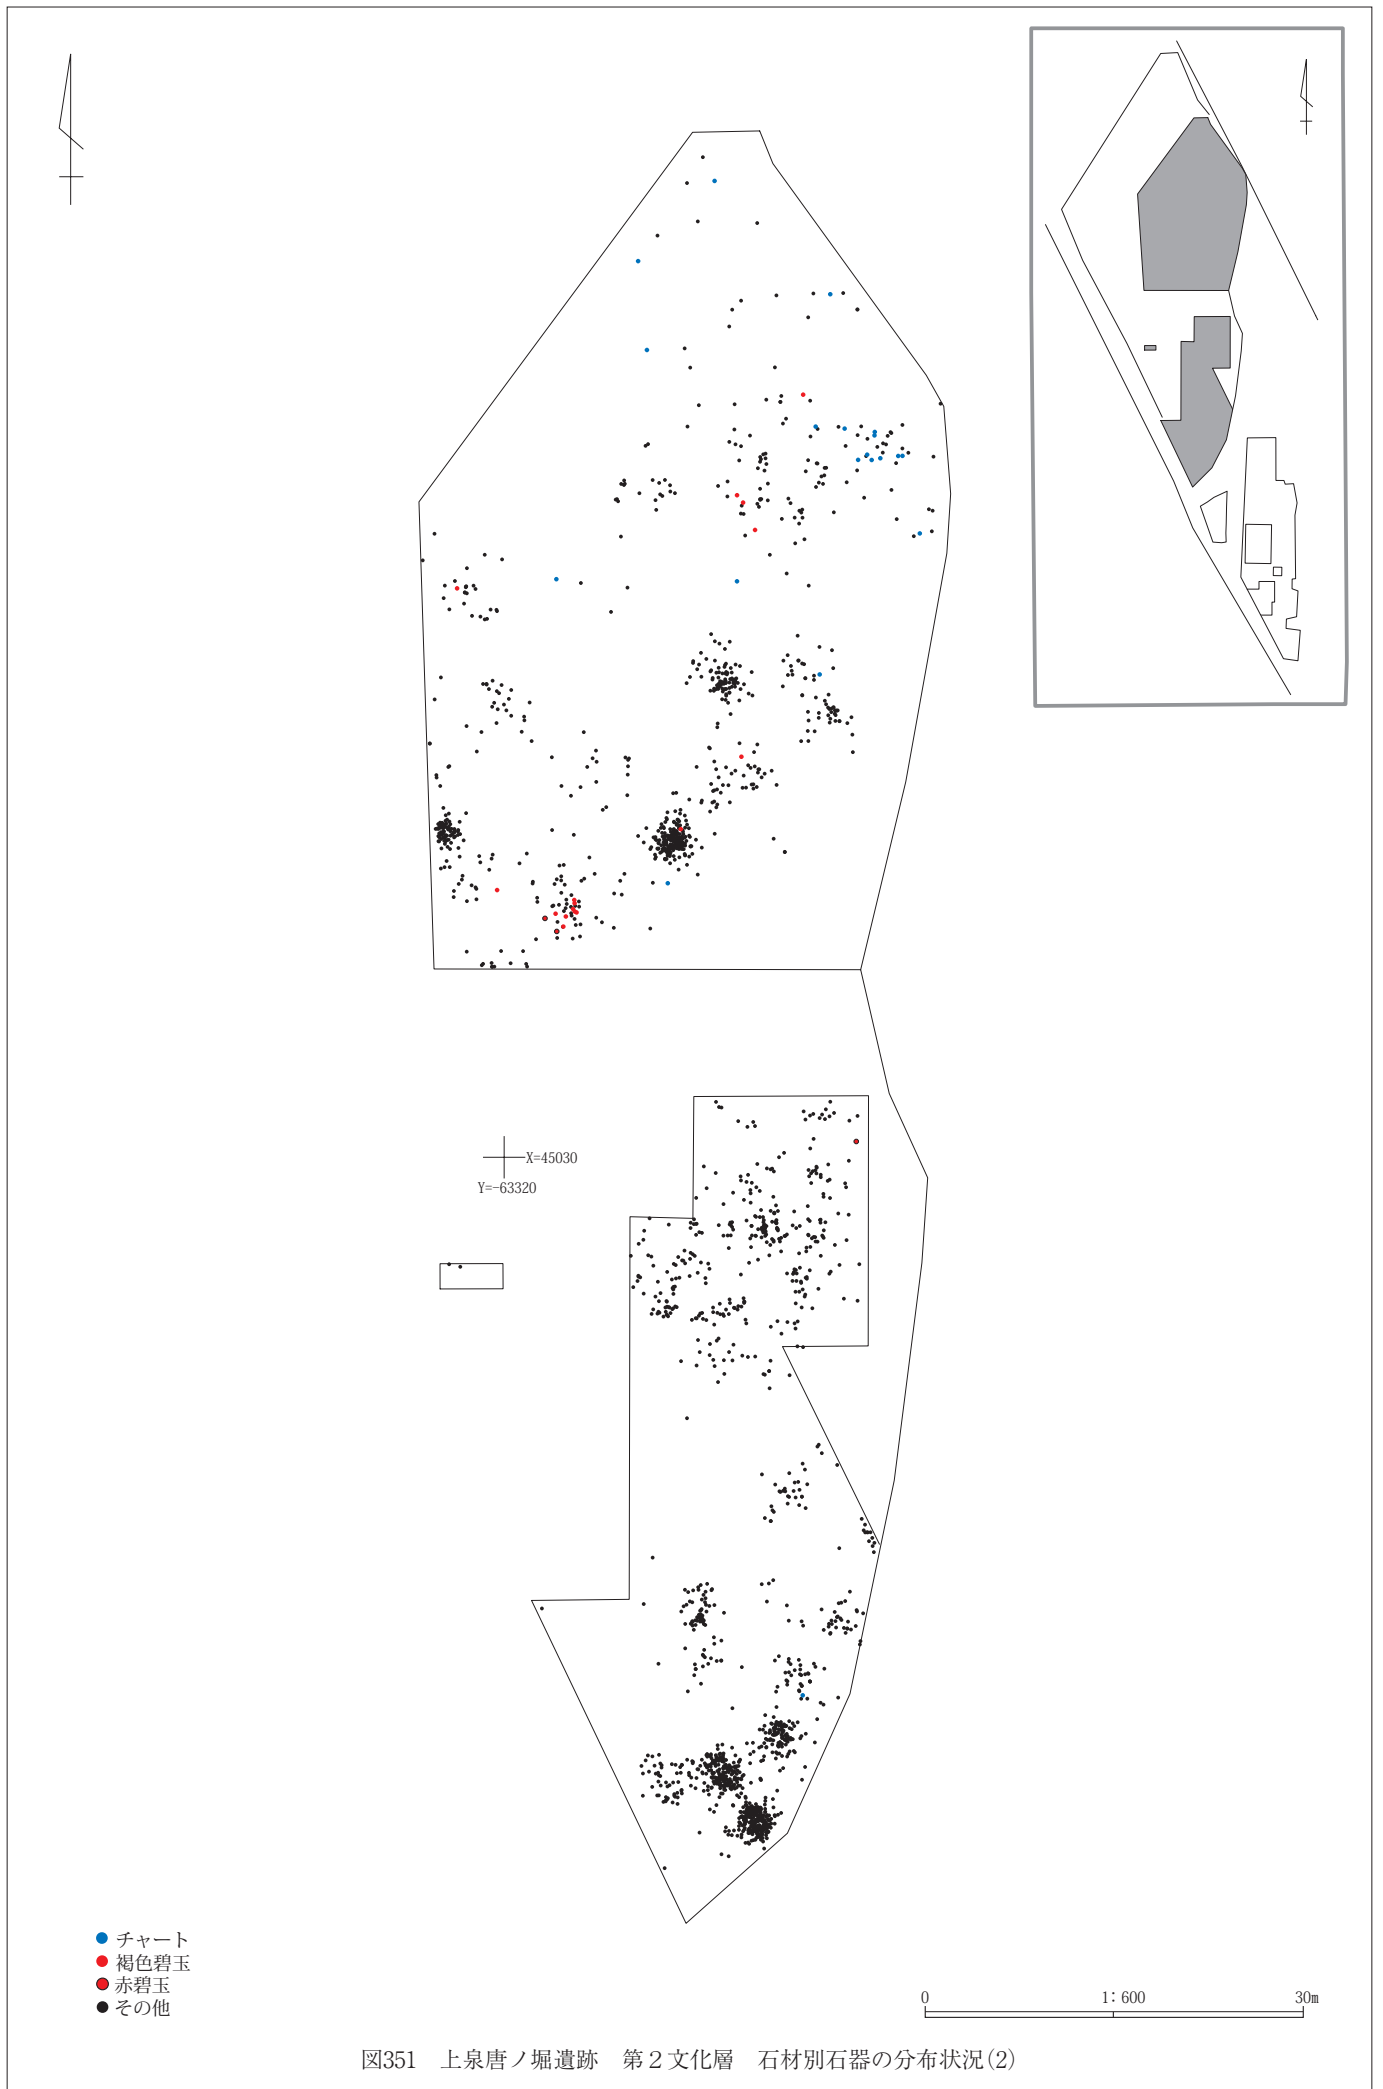 X=45030
Y=-63320
チャート
褐色碧玉
赤碧玉
その他
0 1:600 30m
図351 上泉唐ノ堀遺跡 第2文化層 石材別石器の分布状況(2)